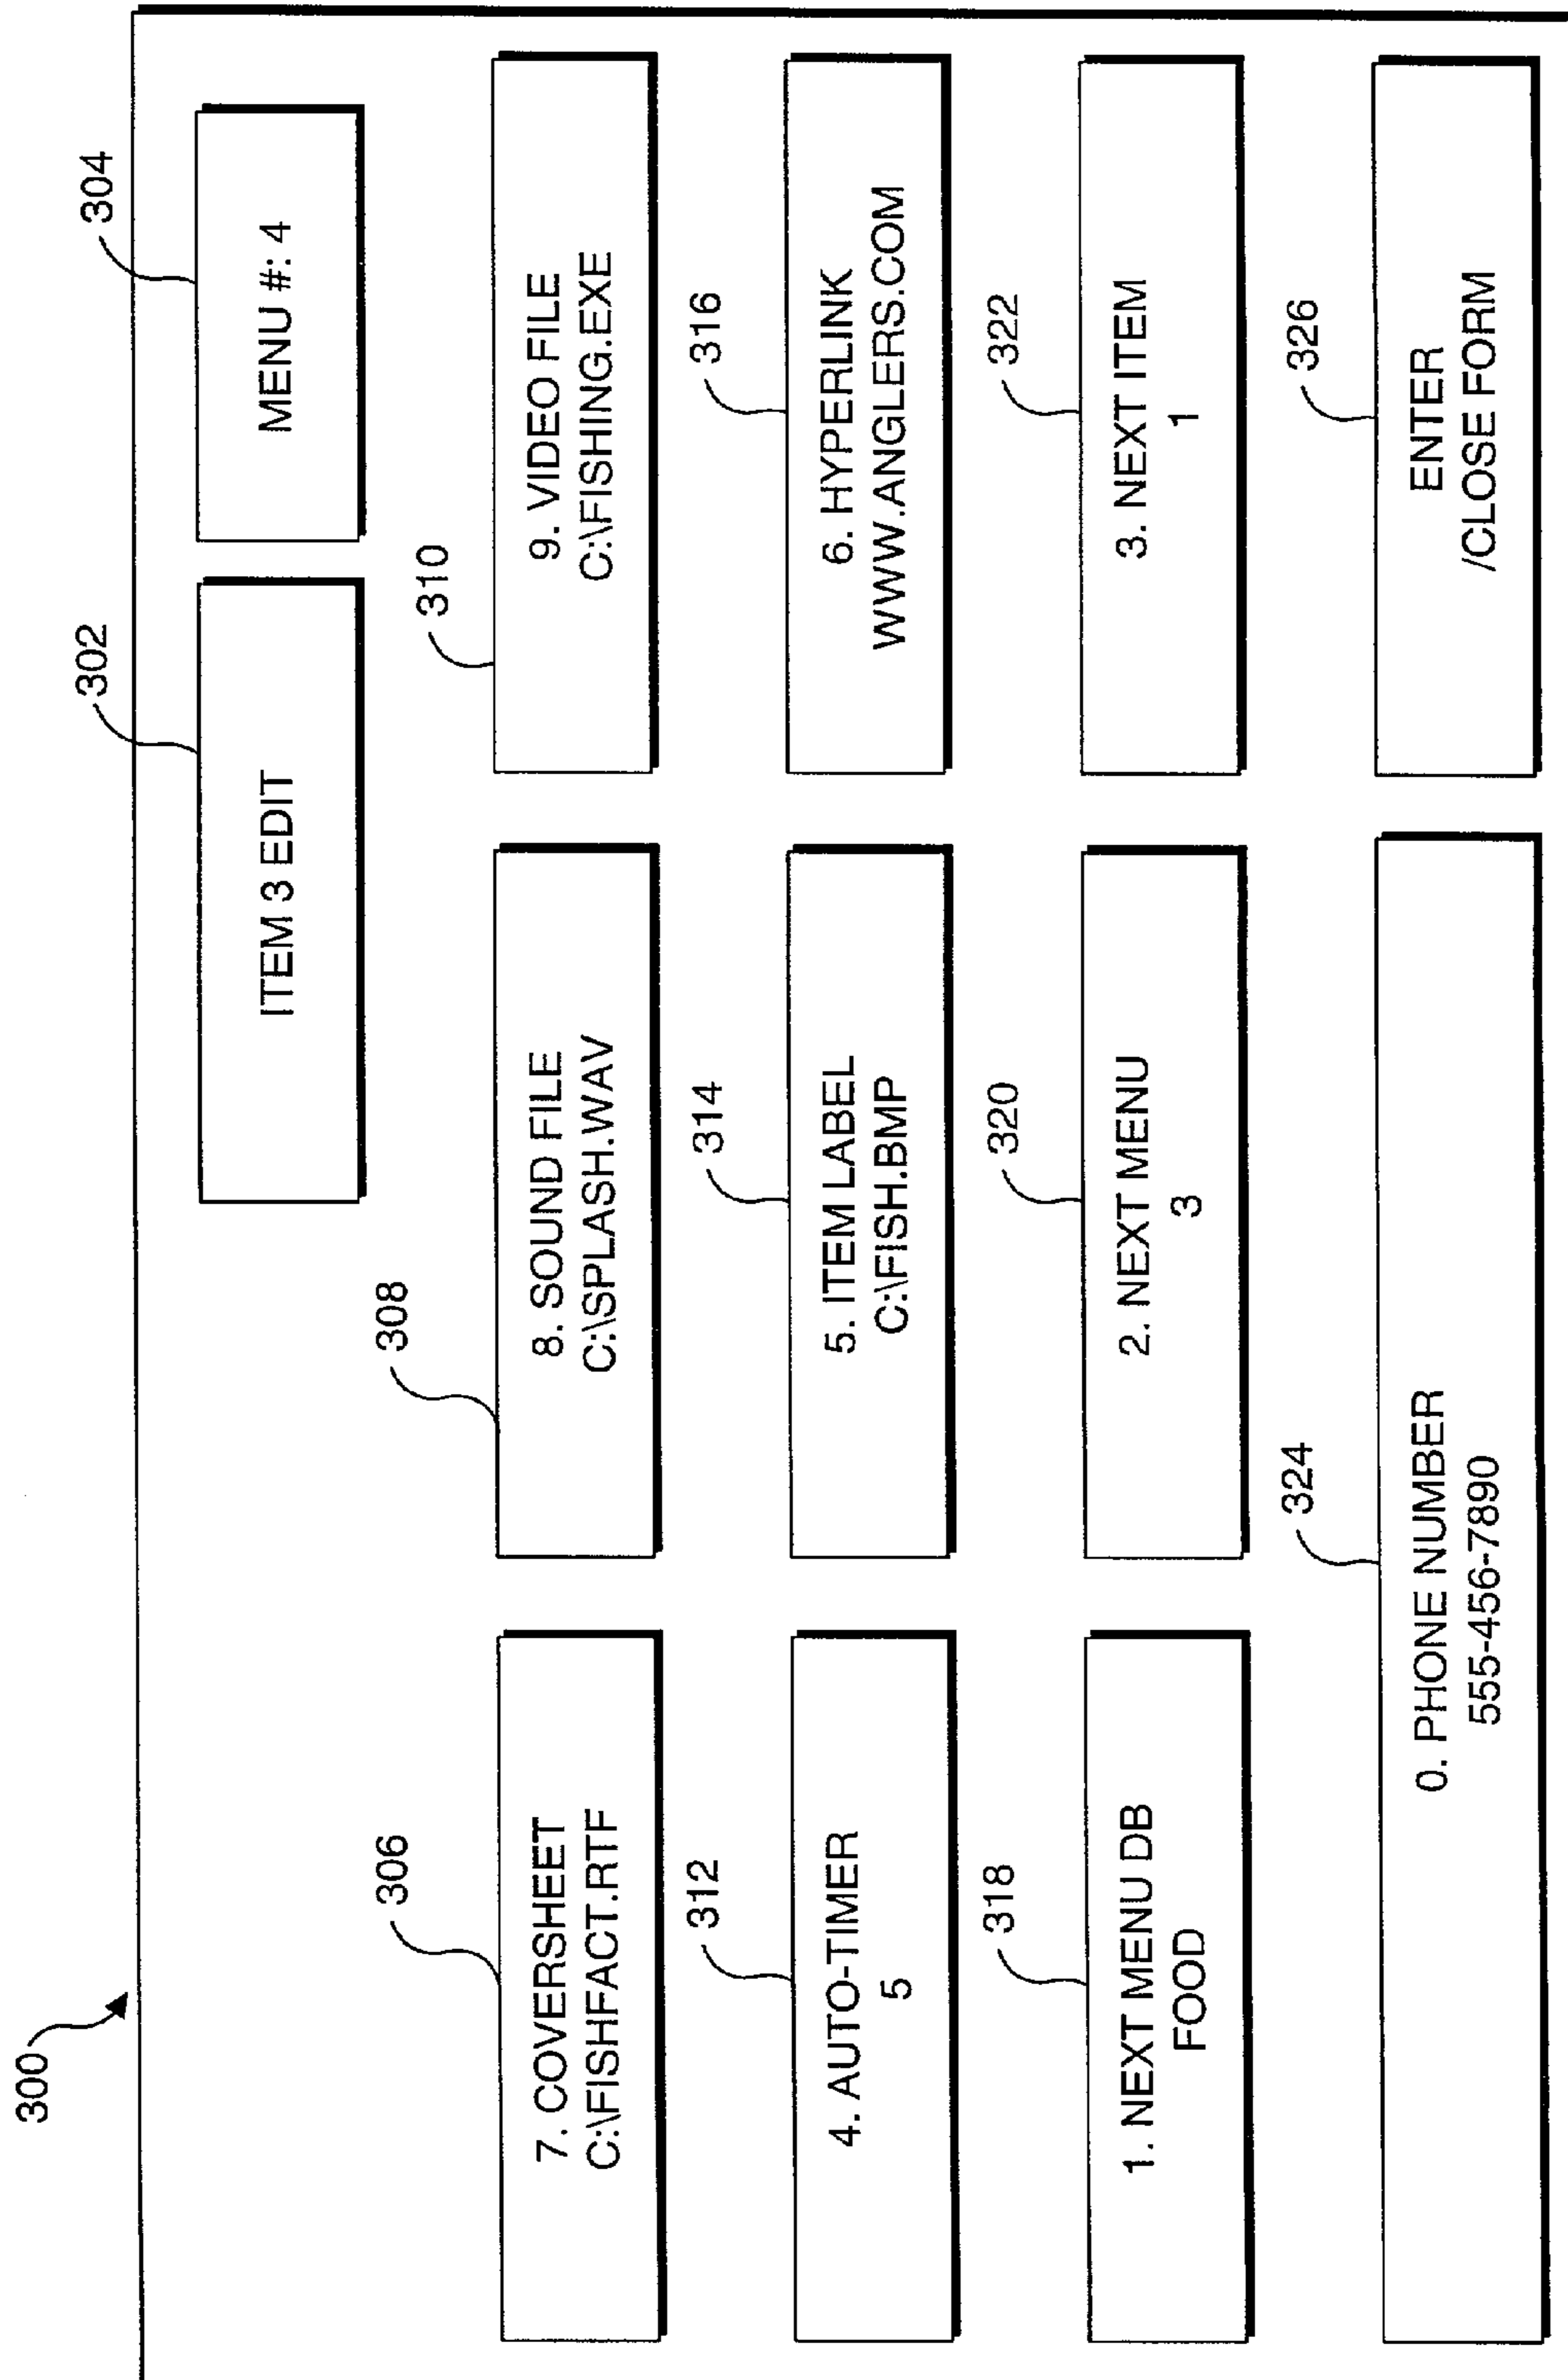 300
302
304
ITEM 3 EDIT
MENU #: 4
306
308
310
7. COVERSHEET
C:\FISHFACT.RTF
8. SOUND FILE
C:\SPLASH.WAV
9. VIDEO FILE
C:\FISHING.EXE
312
314
316
4. AUTO-TIMER
5
5. ITEM LABEL
C:\FISH.BMP
6. HYPERLINK
WWW.ANGLERS.COM
318
320
322
1. NEXT MENU DB
FOOD
2. NEXT MENU
3
3. NEXT ITEM
1
324
326
0. PHONE NUMBER
555-456-7890
ENTER
/CLOSE FORM